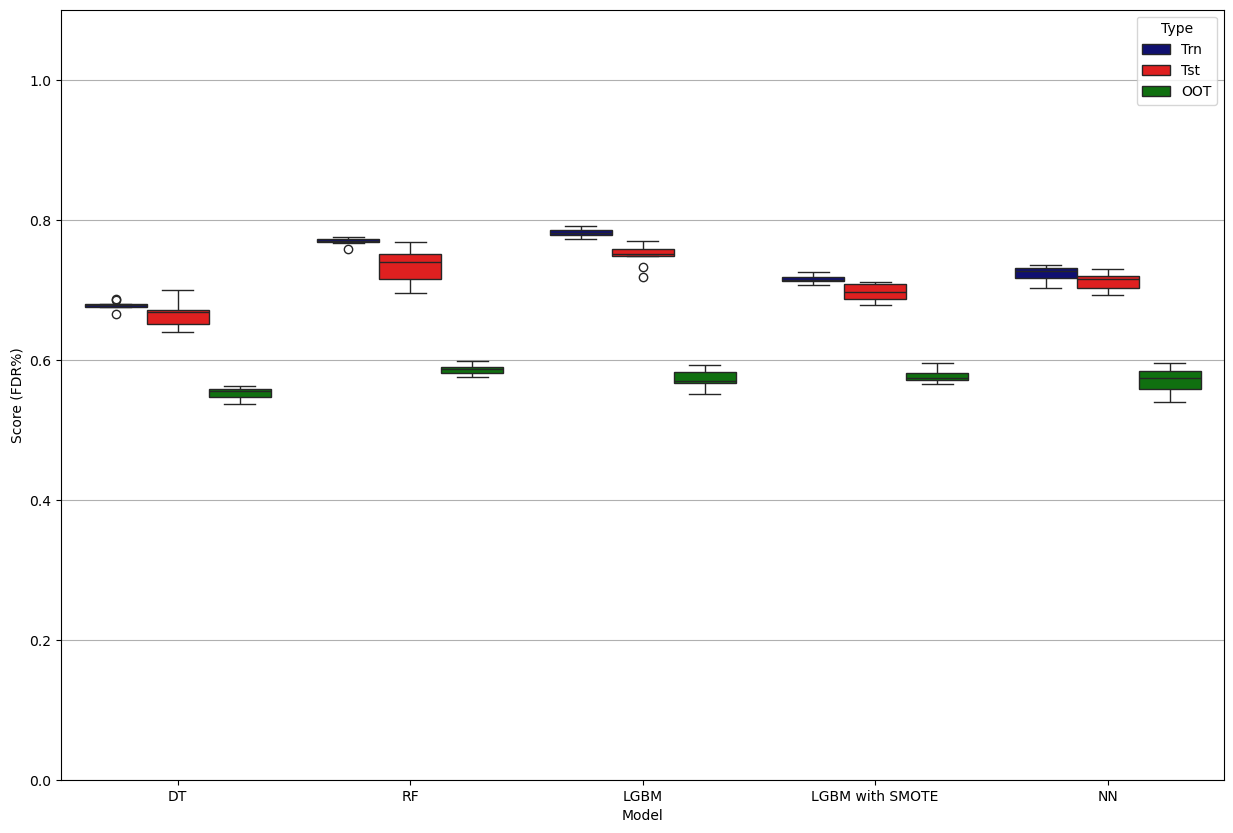 Type
Trn
Tst
OOT
1.0
0.8
0.6
0.4
0.2
0.0
Score (FDR%)
DT
RF
LGBM
LGBM with SMOTE
NN
Model